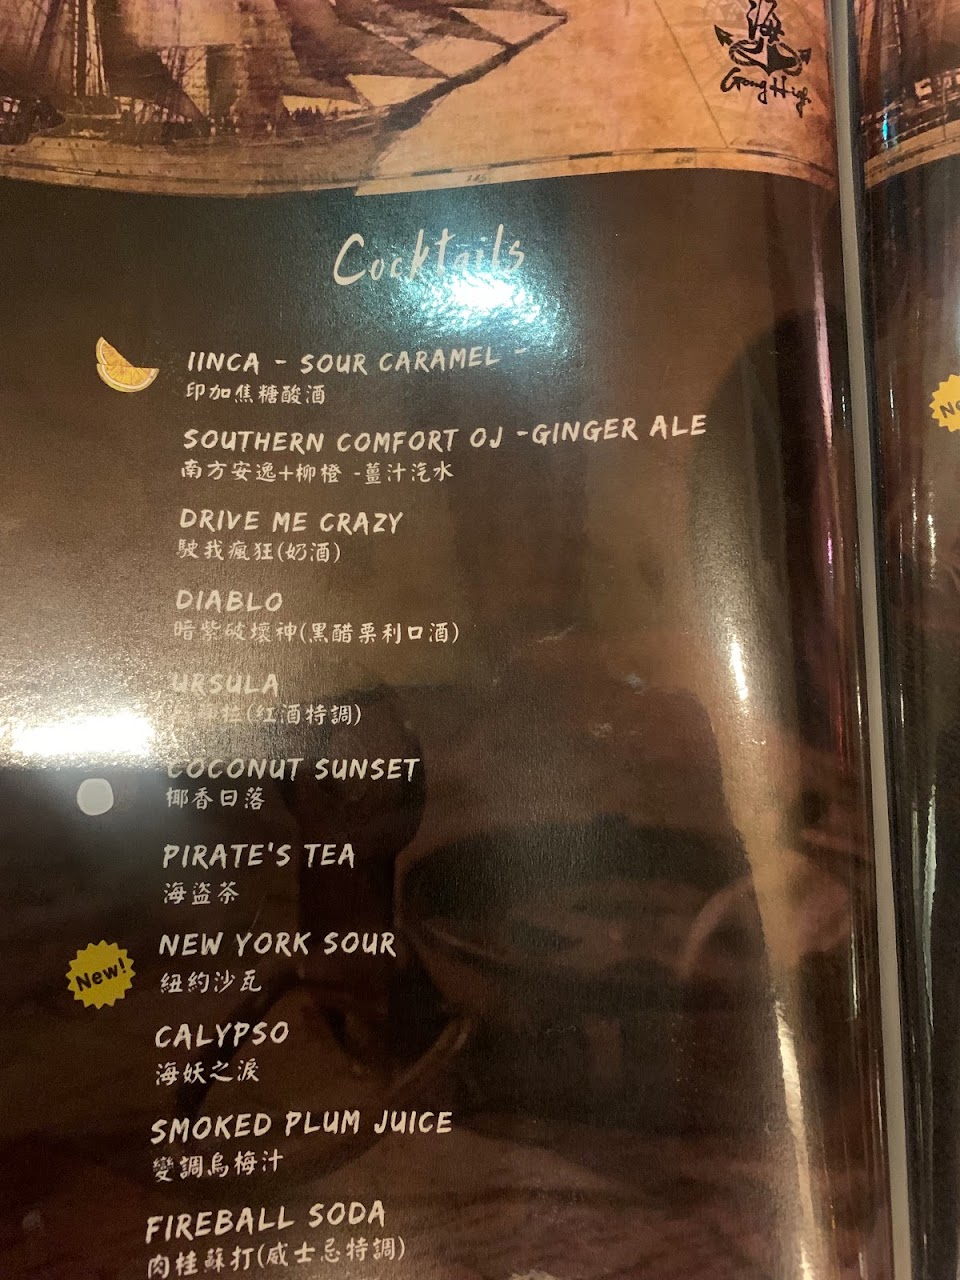 海
Gong High
Cocktails
IINCA - SOUR CARAMEL -
印加焦糖酸酒
SOUTHERN COMFORT OJ -GINGER ALE
南方安逸+柳橙 -薑汁汽水
DRIVE ME CRAZY
駛我瘋狂(奶酒)
DIABLO
暗紫破壞神(黑醋栗利口酒)
URSULA
(紅酒特調)
COCONUT SUNSET
椰香日落
PIRATE'S TEA
海盜茶
New!
NEW YORK SOUR
紐約沙瓦
CALYPSO
海妖之淚
SMOKED PLUM JUICE
變調烏梅汁
FIREBALL SODA
肉桂蘇打(威士忌特調)